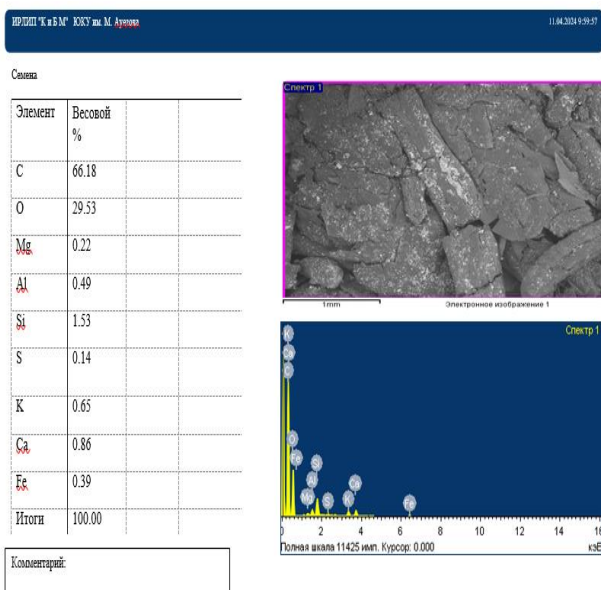 ИРЛИП "К и Б М" ЮКУ им. М. Ауезова
11.04.2024 9:59:57
Семена
Элемент Весовой %
C 66.18
O 29.53
Mg 0.22
Al 0.49
Si 1.53
S 0.14
K 0.65
Ca 0.86
Fe 0.39
Итоги 100.00
Комментарий:
Спектр 1
1mm Электронное изображение 1
Спектр 1
K
Ca
C
O
Fe
Mg
Al
Si
S
K
Ca
Fe
0 2 4 6 8 10 12 14 16
Полная шкала 11425 имп. Курсор: 0.000 кэВ